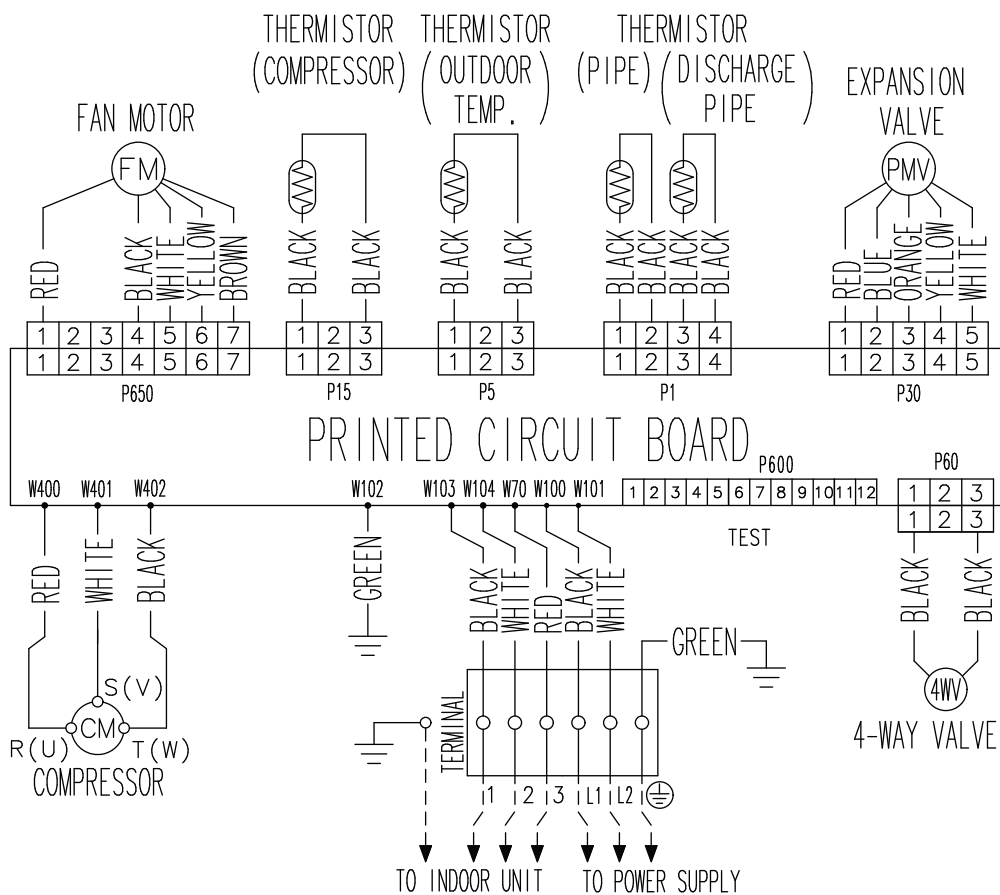 THERMISTOR THERMISTOR THERMISTOR
(COMPRESSOR) (OUTDOOR TEMP.) (PIPE) (DISCHARGE PIPE)
EXPANSION
VALVE
FAN MOTOR
FM
PMV
RED BLACK WHITE YELLOW BROWN
BLACK BLACK
BLACK BLACK
BLACK BLACK BLACK BLACK
RED BLUE ORANGE YELLOW WHITE
1 2 3 4 5 6 7
1 2 3
1 2 3
1 2 3 4
1 2 3 4 5
1 2 3 4 5 6 7
1 2 3
1 2 3
1 2 3 4
1 2 3 4 5
P650 P15 P5 P1 P30
PRINTED CIRCUIT BOARD
P600 P60
W400 W401 W402 W102 W103 W104 W70 W100 W101
1 2 3 4 5 6 7 8 9 10 11 12
1 2 3
1 2 3
TEST
RED WHITE BLACK
GREEN
BLACK WHITE RED BLACK WHITE
BLACK BLACK
GREEN
S(V)
4WV
CM
R(U) T(W)
COMPRESSOR
TERMINAL
4-WAY VALVE
1 2 3 L1 L2
TO INDOOR UNIT TO POWER SUPPLY